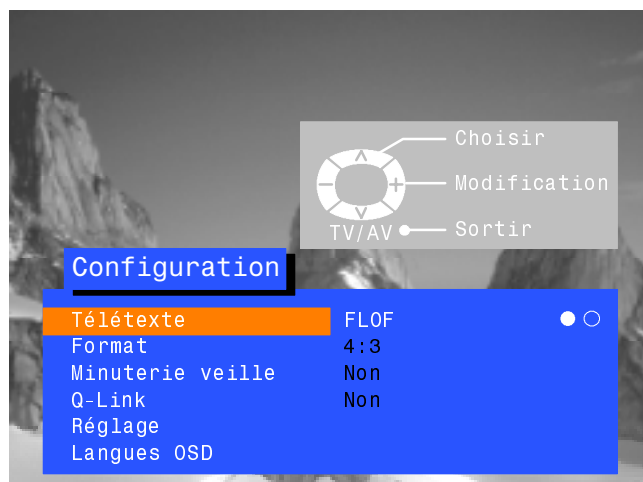 Choisir
Modification
TV/AV Sortir
Configuration
Télétexte FLOF
Format 4:3
Minuterie veille Non
Q-Link Non
Réglage
Langues OSD